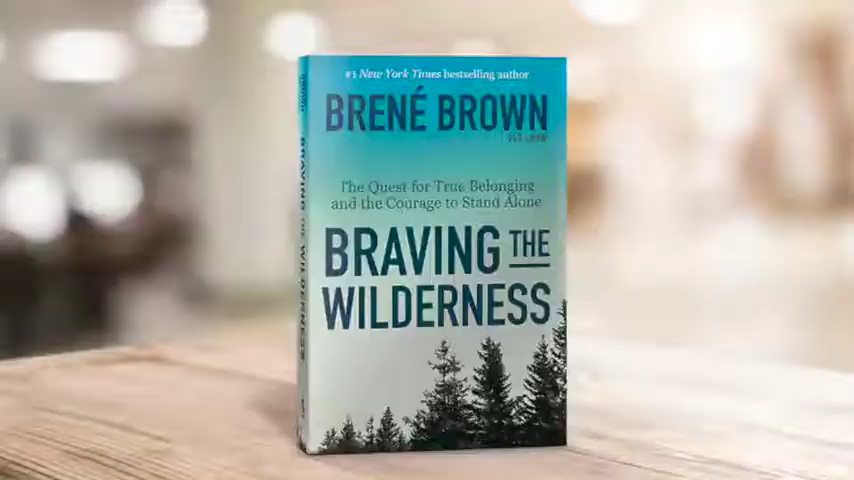 #1 New York Times bestselling author
BRENÉ BROWN
The Quest for True Belonging
and the Courage to Stand Alone
BRAVING THE
WILDERNESS
BRAVING THE WILDERNESS